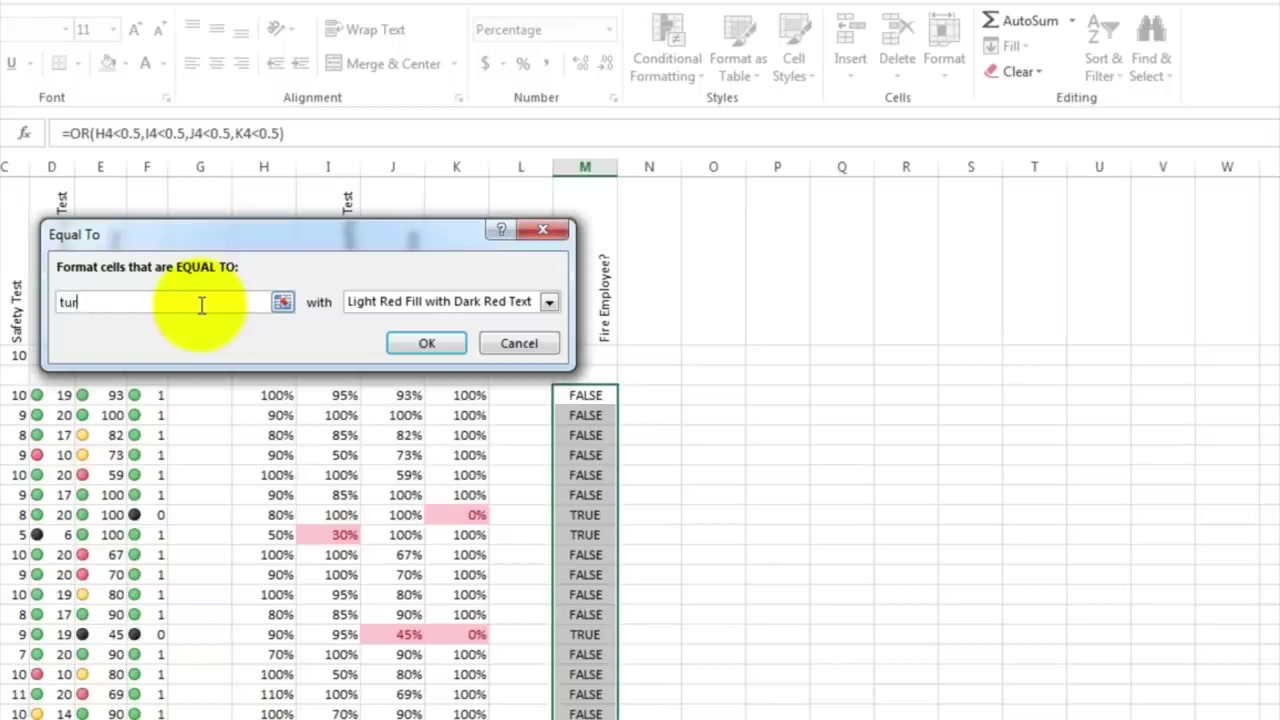 11 A A Wrap Text Percentage Conditional Format as Cell Insert Delete Format Σ AutoSum Sort & Find &
U A Merge & Center $ % , Formatting Table Styles Fill Filter Select
Clear
Font Alignment Number Styles Cells Editing
fx =OR(H4<0.5,I4<0.5,J4<0.5,K4<0.5)
C D E F G H I J K L M N O P Q R S T U V W
Test Test
Safety Test
Fire Employee?
Equal To ?
Format cells that are EQUAL TO:
tur with Light Red Fill with Dark Red Text
OK Cancel
10
10 19 93 1 100% 95% 93% 100% FALSE
9 20 100 1 90% 100% 100% 100% FALSE
8 17 82 1 80% 85% 82% 100% FALSE
9 10 73 1 90% 50% 73% 100% FALSE
10 20 59 1 100% 100% 59% 100% FALSE
9 17 100 1 90% 85% 100% 100% FALSE
8 20 100 0 80% 100% 100% 0% TRUE
5 6 100 1 50% 30% 100% 100% TRUE
10 20 67 1 100% 100% 67% 100% FALSE
9 20 70 1 90% 100% 70% 100% FALSE
10 19 80 1 100% 95% 80% 100% FALSE
8 17 90 1 80% 85% 90% 100% FALSE
9 19 45 0 90% 95% 45% 0% TRUE
7 20 90 1 70% 100% 90% 100% FALSE
10 10 80 1 100% 50% 80% 100% FALSE
11 20 69 1 110% 100% 69% 100% FALSE
10 14 90 1 100% 70% 90% 100% FALSE